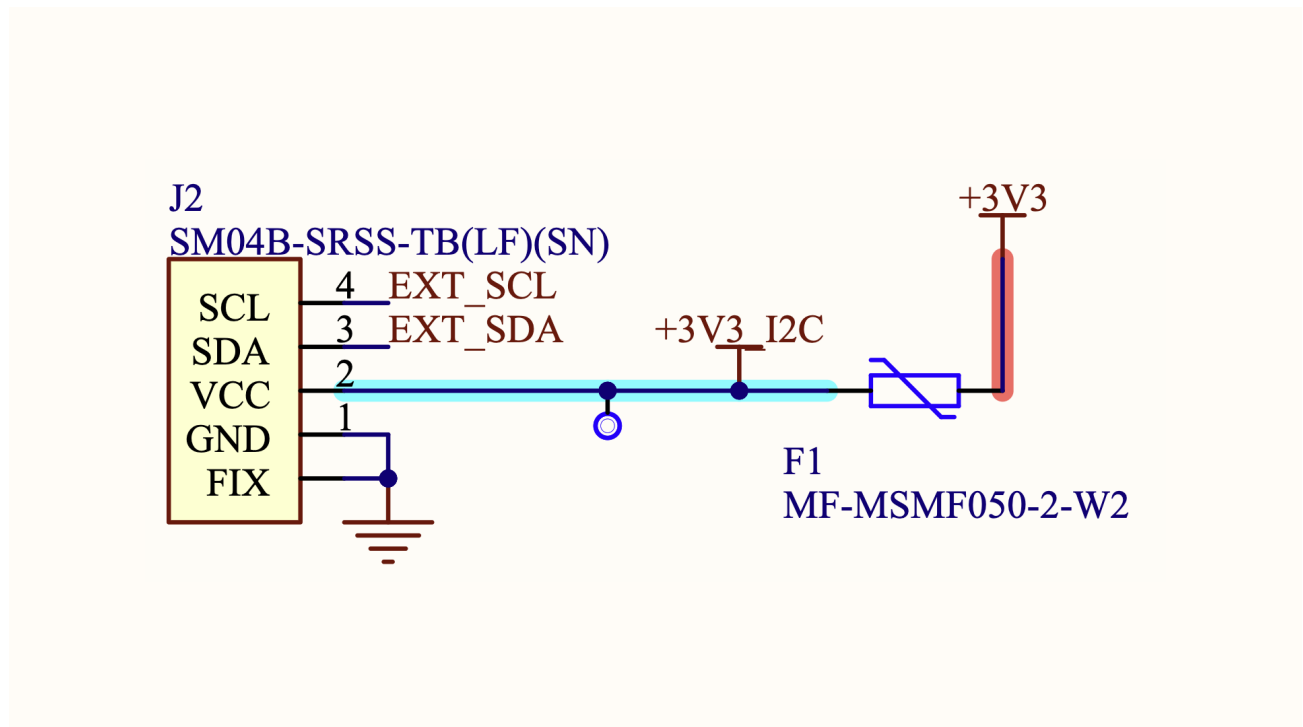 J2
SM04B-SRSS-TB(LF)(SN)
SCL
4
EXT_SCL
SDA
3
EXT_SDA
VCC
2
GND
1
FIX
+3V3_I2C
+3V3
F1
MF-MSMF050-2-W2